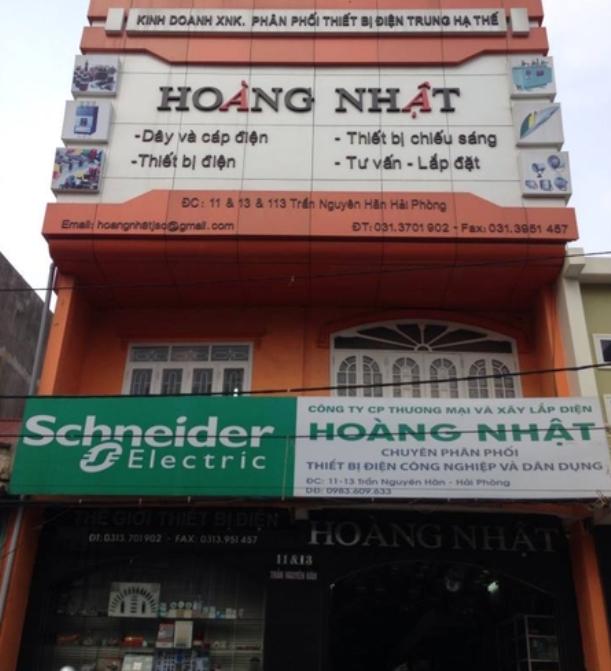 KINH DOANH XNK. PHÂN PHỐI THIẾT BỊ ĐIỆN TRUNG HẠ THẾ
HOÀNG NHẬT
-Dây và cáp điện
-Thiết bị điện
- Thiết bị chiếu sáng
- Tư vấn - Lắp đặt
ĐC: 11 & 13 & 113 Trần Nguyên Hãn Hải Phòng
Email: hoangnhatjsc@gmail.com
ĐT: 031.3701 902 - Fax: 031.3951 457
Schneider
Electric
CÔNG TY CP THƯƠNG MẠI VÀ XÂY LẮP ĐIỆN
HOÀNG NHẬT
CHUYÊN PHÂN PHỐI
THIẾT BỊ ĐIỆN CÔNG NGHIỆP VÀ DÂN DỤNG
ĐC: 11-13 Trần Nguyên Hãn - Hải Phòng
DĐ: 0983.609.633
THẾ GIỚI THIẾT BỊ ĐIỆN
ĐT: 0313.701 902 - FAX: 0313.951 457
HOÀNG NHẬT
11 & 13
TRẦN NGUYÊN HÃN